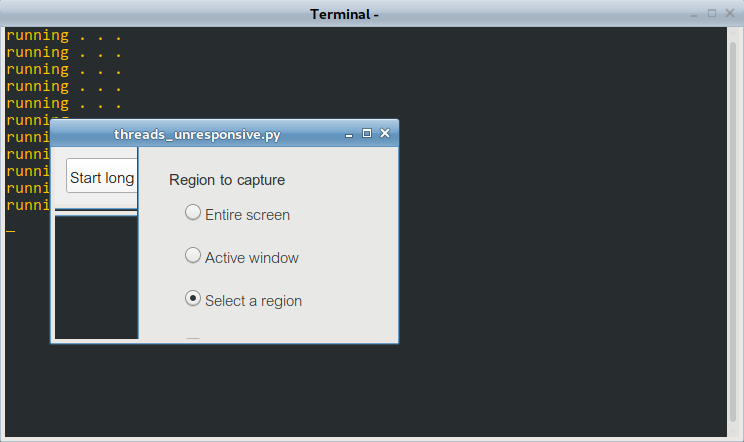 Terminal -
running . . .
running . . .
running . . .
running . . .
running . . .
running
runni
runni
runni
runni
runni
_
threads_unresponsive.py
Start long
Region to capture
Entire screen
Active window
Select a region